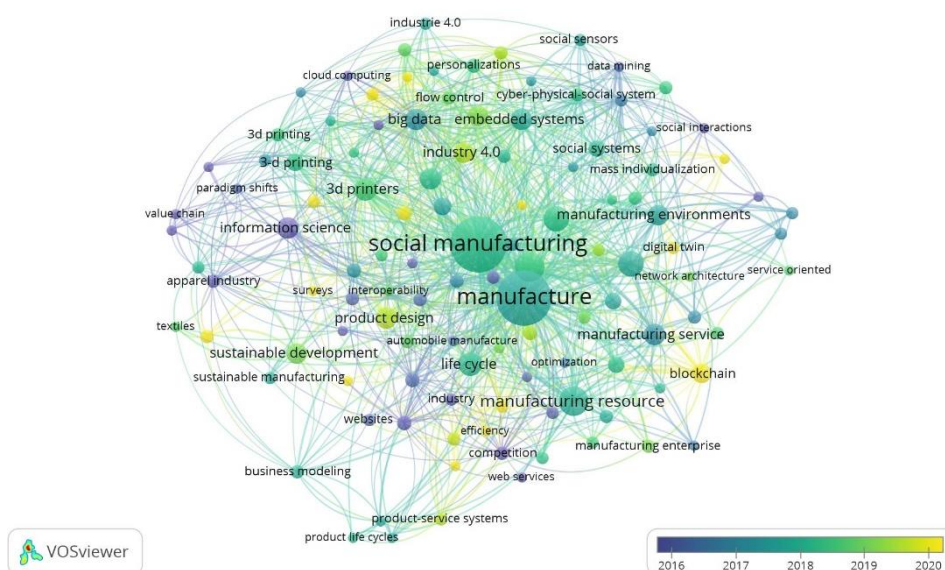 industrie 4.0
social sensors
personalizations
data mining
cloud computing
flow control
cyber-physical-social system
big data
embedded systems
social interactions
3d printing
industry 4.0
social systems
3-d printing
mass individualization
paradigm shifts
3d printers
value chain
manufacturing environments
information science
social manufacturing
digital twin
apparel industry
network architecture
service oriented
surveys
interoperability
manufacture
textiles
product design
automobile manufacture
manufacturing service
sustainable development
life cycle
optimization
blockchain
sustainable manufacturing
industry
manufacturing resource
websites
efficiency
manufacturing enterprise
competition
business modeling
web services
product-service systems
product life cycles
VOSviewer
2016 2017 2018 2019 2020